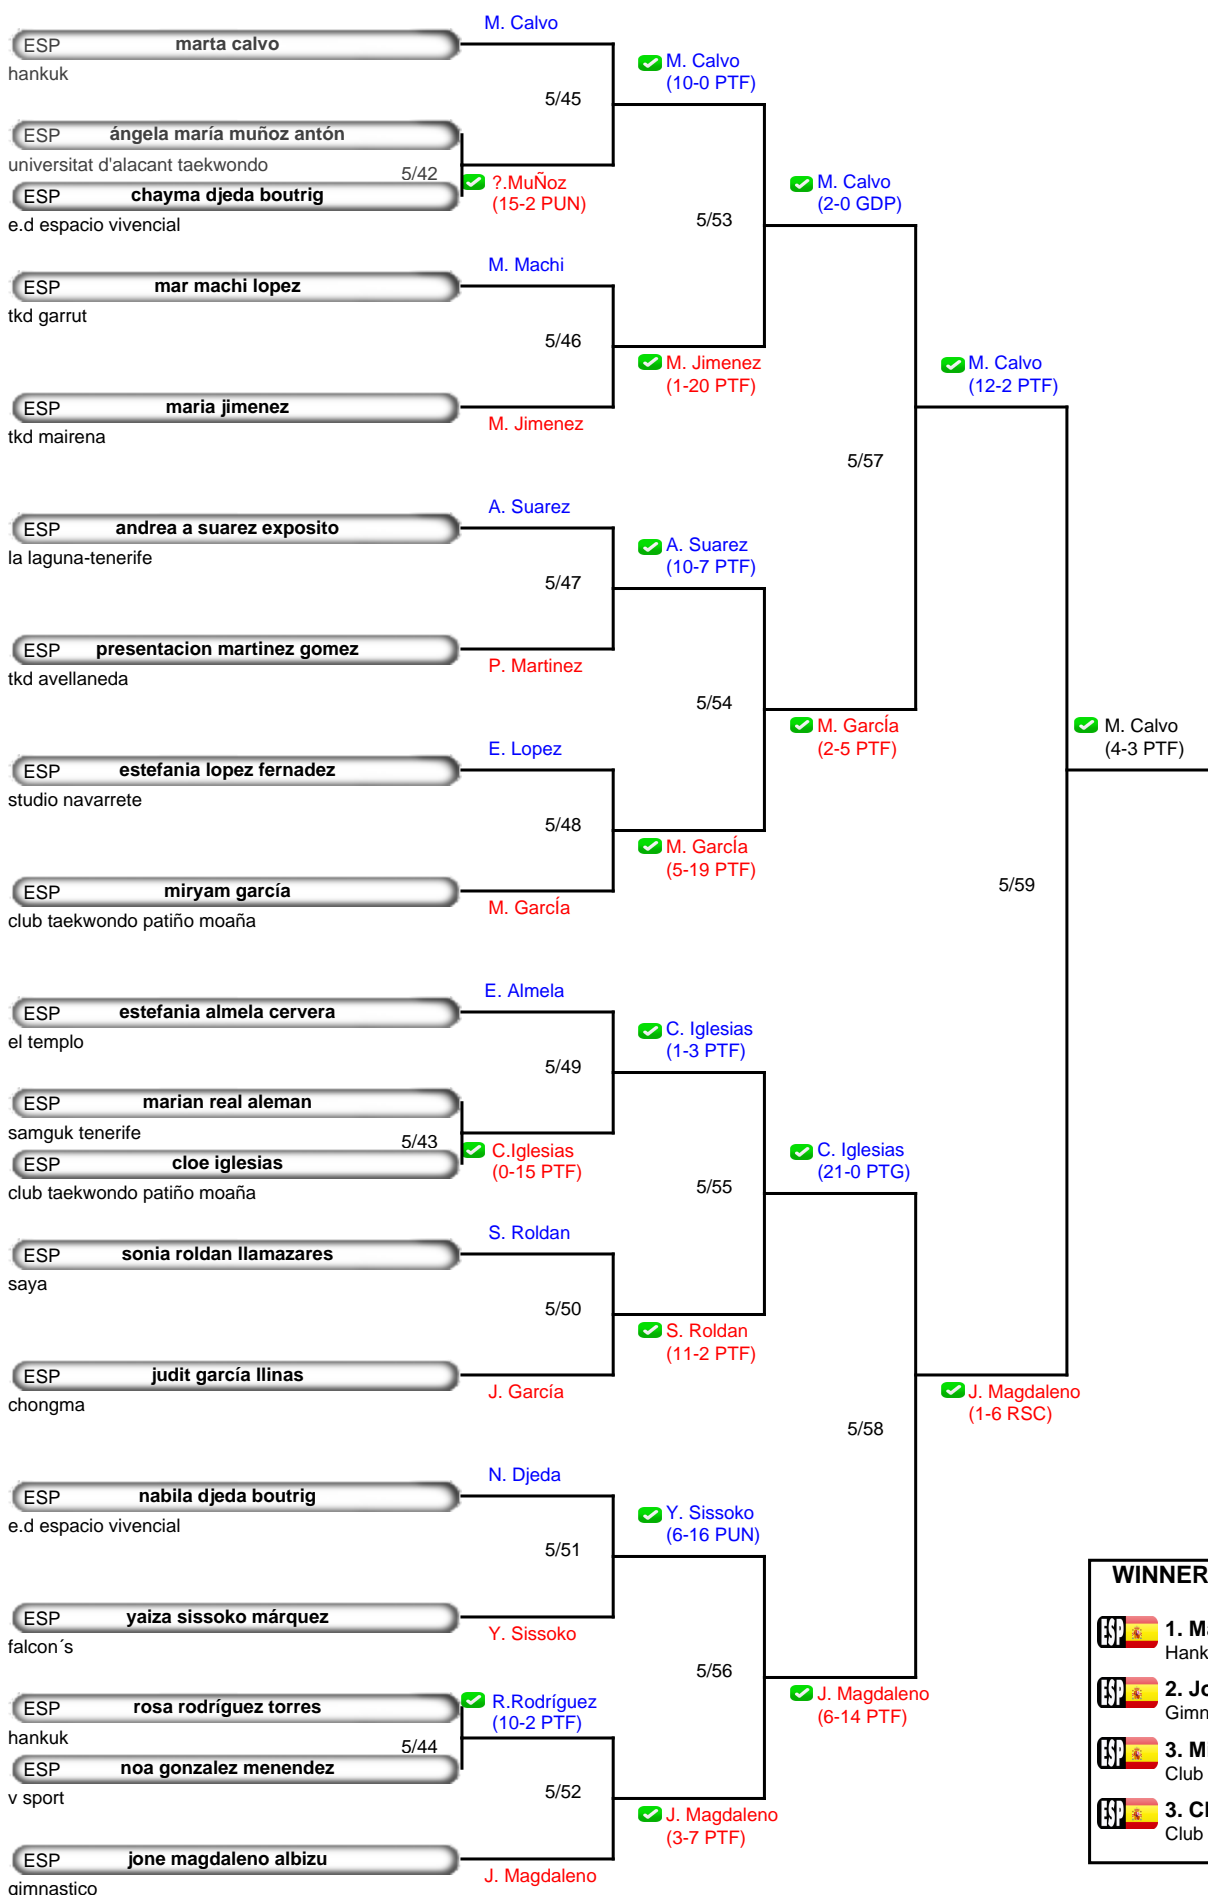 M. Calvo
ESP marta calvo
hankuk
M. Calvo
(10-0 PTF)
5/45
ESP ángela maría muñoz antón
universitat d'alacant taekwondo
5/42
?.MuÑoz
(15-2 PUN)
ESP chayma djeda boutrig
e.d espacio vivencial
M. Calvo
(2-0 GDP)
5/53
M. Machi
ESP mar machi lopez
tkd garrut
5/46
M. Jimenez
(1-20 PTF)
M. Calvo
(12-2 PTF)
ESP maria jimenez
tkd mairena
M. Jimenez
5/57
A. Suarez
ESP andrea a suarez exposito
la laguna-tenerife
A. Suarez
(10-7 PTF)
5/47
ESP presentacion martinez gomez
tkd avellaneda
P. Martinez
5/54
M. GarcÍa
(2-5 PTF)
M. Calvo
(4-3 PTF)
E. Lopez
ESP estefania lopez fernadez
studio navarrete
5/48
M. GarcÍa
(5-19 PTF)
ESP miryam garcía
club taekwondo patiño moaña
M. GarcÍa
5/59
E. Almela
ESP estefania almela cervera
el templo
C. Iglesias
(1-3 PTF)
5/49
ESP marian real aleman
samguk tenerife
5/43
C.Iglesias
(0-15 PTF)
ESP cloe iglesias
club taekwondo patiño moaña
C. Iglesias
(21-0 PTG)
5/55
S. Roldan
ESP sonia roldan llamazares
saya
5/50
S. Roldan
(11-2 PTF)
ESP judit garcía llinas
chongma
J. García
J. Magdaleno
(1-6 RSC)
5/58
N. Djeda
ESP nabila djeda boutrig
e.d espacio vivencial
Y. Sissoko
(6-16 PUN)
5/51
ESP yaiza sissoko márquez
falcon´s
Y. Sissoko
5/56
J. Magdaleno
(6-14 PTF)
ESP rosa rodríguez torres
hankuk
5/44
R.Rodríguez
(10-2 PTF)
ESP noa gonzalez menendez
v sport
5/52
J. Magdaleno
(3-7 PTF)
ESP jone magdaleno albizu
gimnastico
J. Magdaleno
WINNER
ESP 1.
ESP 2.
ESP 3.
Club
ESP 3.
Club